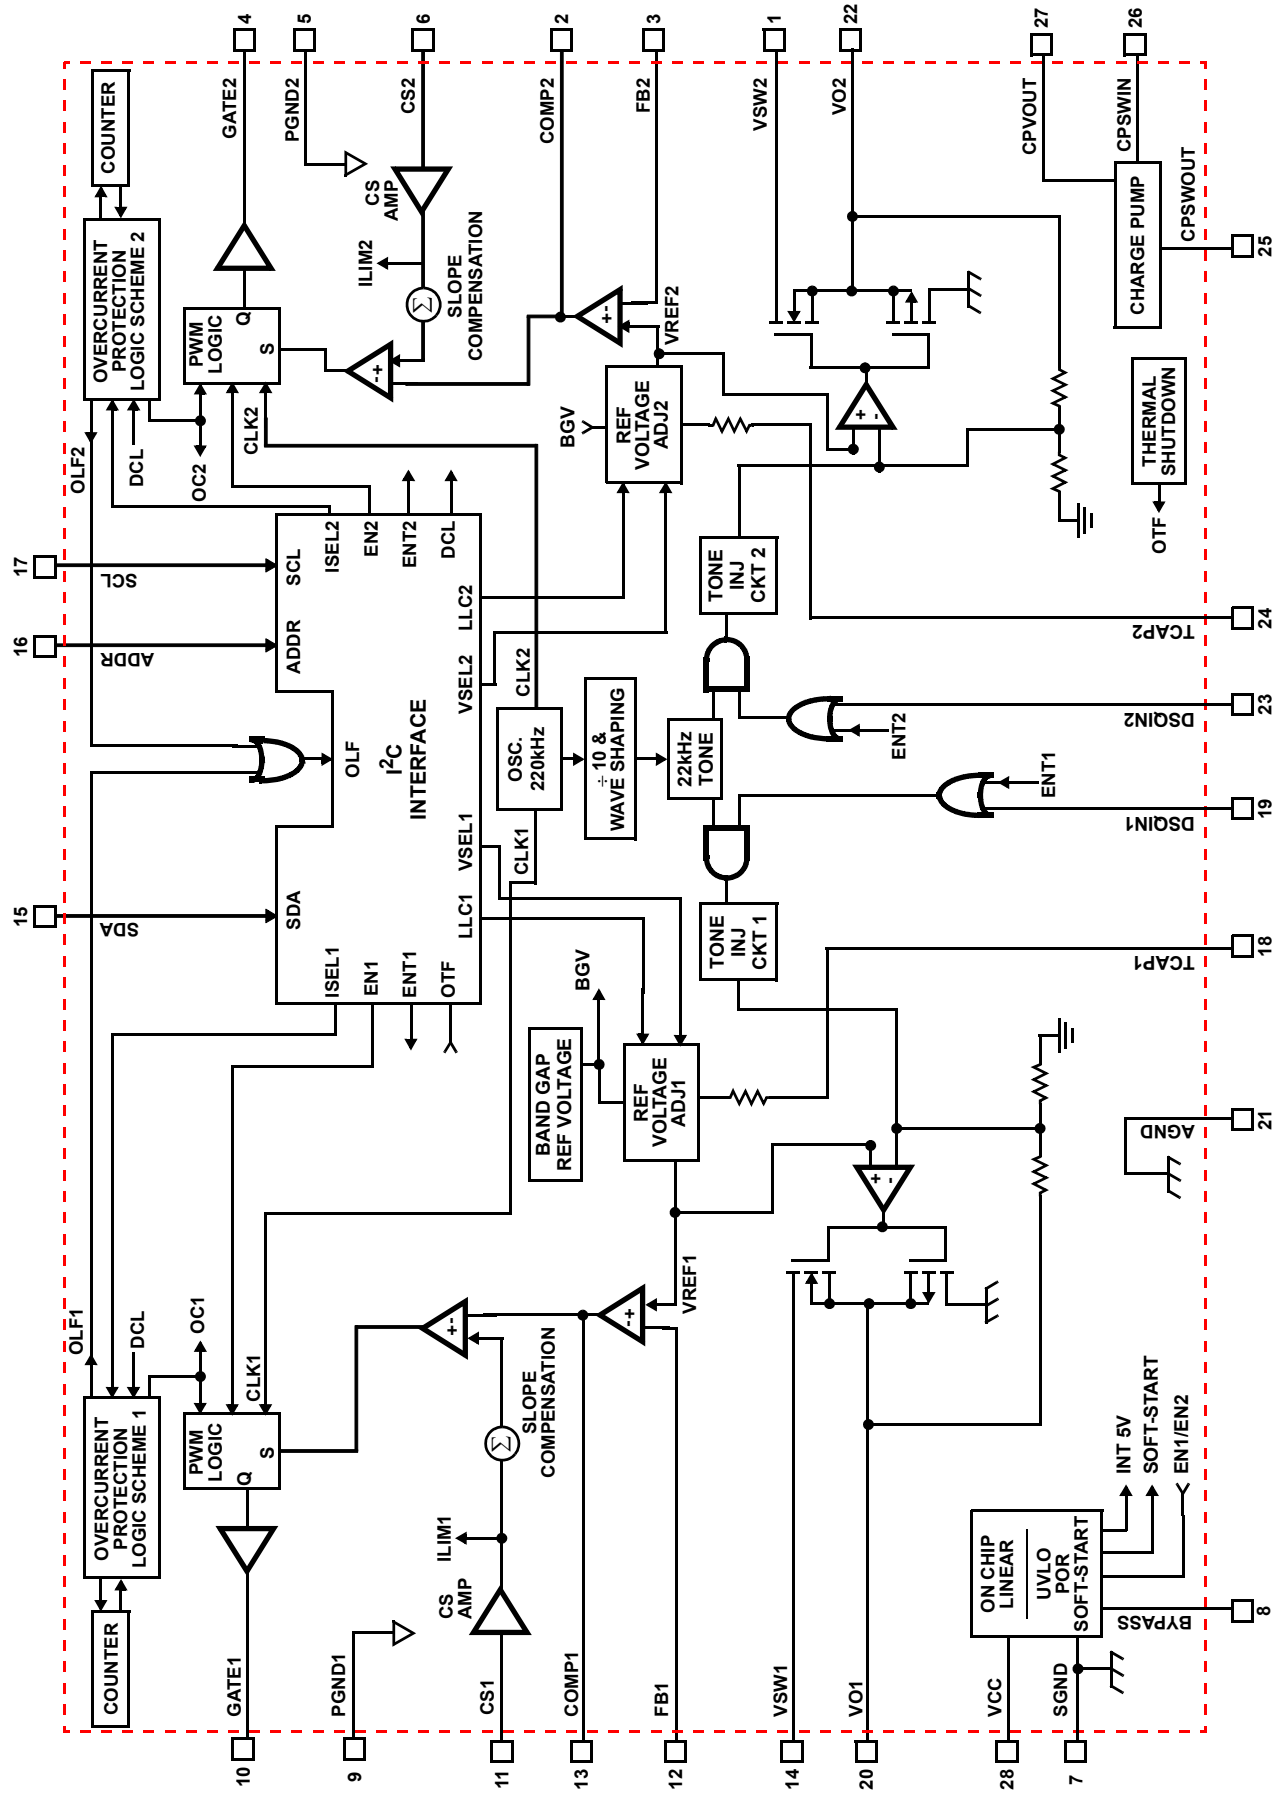 COUNTER
OVERCURRENT
PROTECTION
LOGIC SCHEME 1
OLF1
DCL
OC1
PWM
LOGIC
Q
S
CLK1
GATE1
10
PGND1
9
CS1
11
CS
AMP
ILIM1
Σ
SLOPE
COMPENSATION
COMP1
13
FB1
12
+-
-+
VREF1
VSW1
14
VO1
20
VCC
28
SGND
7
ON CHIP
LINEAR
UVLO
POR
SOFT-START
INT 5V
SOFT-START
EN1/EN2
BYPASS
8
AGND
21
+ -
BAND GAP
REF VOLTAGE
BGV
REF
VOLTAGE
ADJ1
TCAP1
18
TONE
INJ
CKT 1
SDA
15
ADDR
16
SCL
17
SDA
ADDR
SCL
OLF
I2C
INTERFACE
ISEL1
EN1
ENT1
OTF
LLC1
VSEL1
VSEL2
LLC2
ISEL2
EN2
ENT2
DCL
CLK1
OSC.
220kHz
CLK2
÷ 10 &
WAVE SHAPING
22kHz
TONE
ENT1
DSQIN1
19
ENT2
DSQIN2
23
TONE
INJ
CKT 2
TCAP2
24
BGV
REF
VOLTAGE
ADJ2
VREF2
OLF2
DCL
OC2
CLK2
OVERCURRENT
PROTECTION
LOGIC SCHEME 2
COUNTER
PWM
LOGIC
Q
S
GATE2
4
PGND2
5
CS2
6
CS
AMP
ILIM2
Σ
SLOPE
COMPENSATION
-+
+-
COMP2
2
FB2
3
VSW2
1
VO2
22
+ -
CPVOUT
27
CPSWIN
26
CHARGE PUMP
CPSWOUT
25
THERMAL
SHUTDOWN
OTF